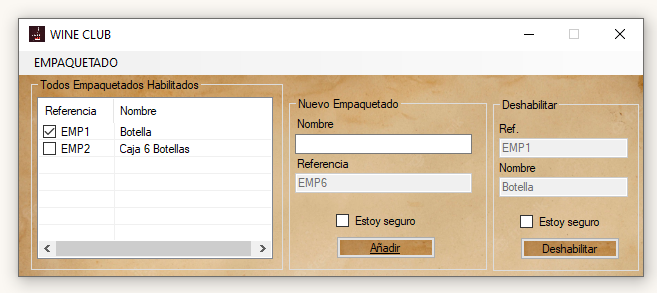 WINE CLUB
EMPAQUETADO
Todos Empaquetados Habilitados
Referencia Nombre
EMP1 Botella
EMP2 Caja 6 Botellas
Nuevo Empaquetado
Nombre
Referencia
EMP6
Estoy seguro
Añadir
Deshabilitar
Ref.
EMP1
Nombre
Botella
Estoy seguro
Deshabilitar